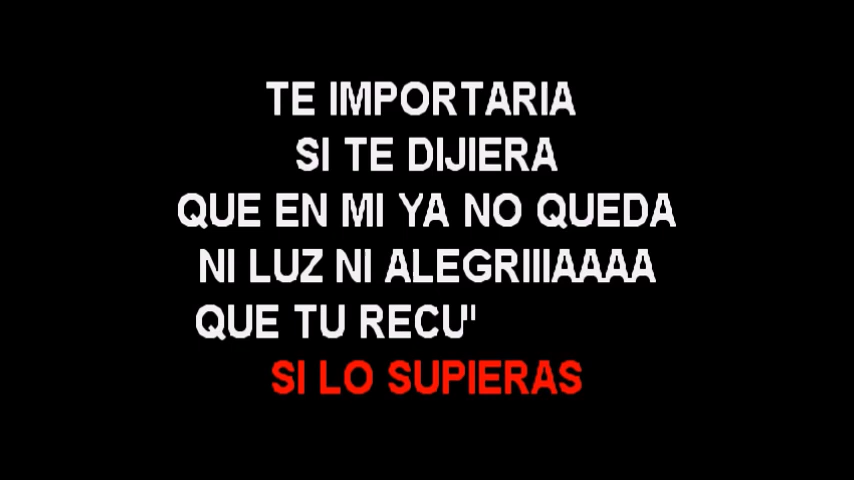 TE IMPORTARIA
SI TE DIJIERA
QUE EN MI YA NO QUEDA
NI LUZ NI ALEGRIIIAAAA
QUE TU
SI LO SUPIERAS